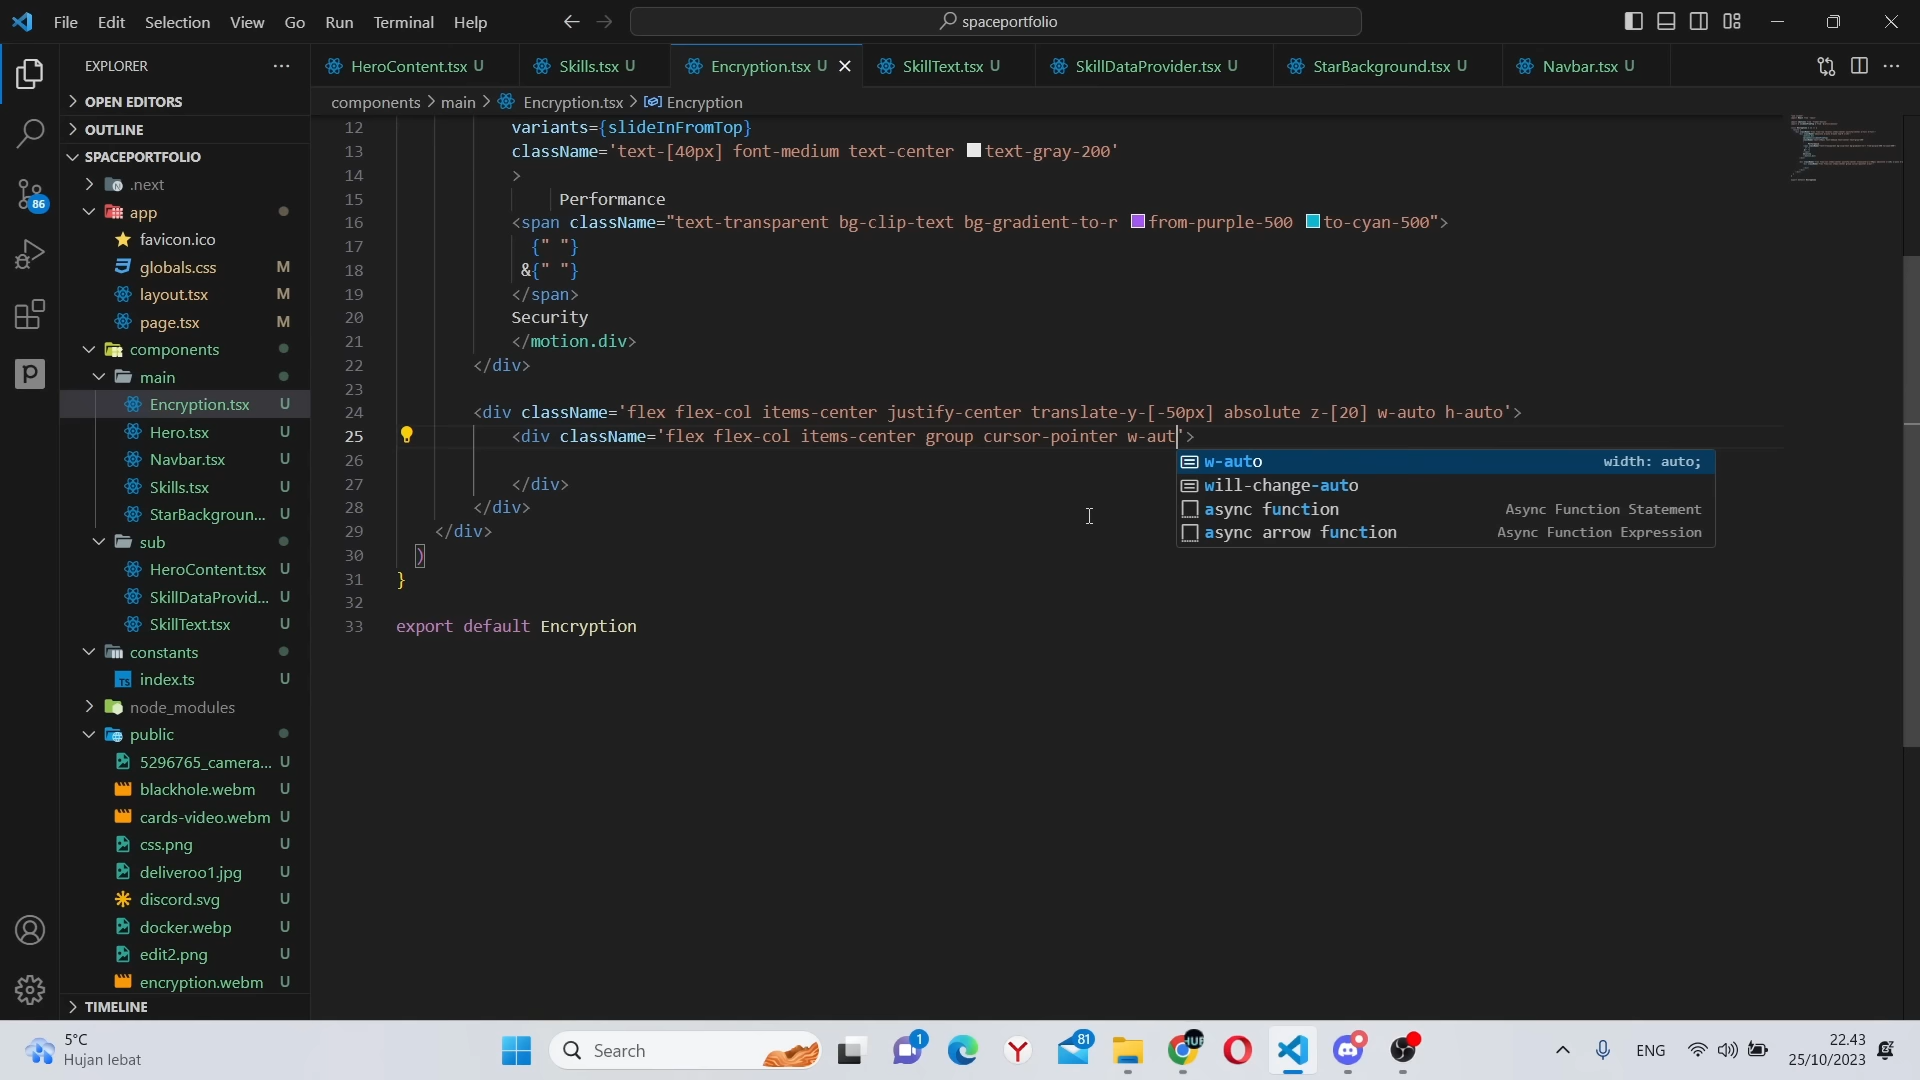 File Edit Selection View Go Run Terminal Help
spaceportfolio
EXPLORER
HeroContent.tsx U
Skills.tsx U
Encryption.tsx U
SkillText.tsx U
SkillDataProvider.tsx U
StarBackground.tsx U
Navbar.tsx U
components > main > Encryption.tsx > Encryption
OPEN EDITORS
OUTLINE
SPACEPORTFOLIO
.next
app
favicon.ico
globals.css M
layout.tsx M
page.tsx M
components
main
Encryption.tsx U
Hero.tsx U
Navbar.tsx U
Skills.tsx U
StarBackgroun... U
sub
HeroContent.tsx U
SkillDataProvid... U
SkillText.tsx U
constants
index.ts U
node_modules
public
5296765_camera... U
blackhole.webm U
cards-video.webm U
css.png U
deliveroo1.jpg U
discord.svg U
docker.webp U
edit2.png U
encryption.webm U
TIMELINE
86
12 variants={slideInFromTop}
13 className='text-[40px] font-medium text-center text-gray-200'
14 >
15 Performance
16 <span className="text-transparent bg-clip-text bg-gradient-to-r from-purple-500 to-cyan-500">
17 {" "}
18 &{" "}
19 </span>
20 Security
21 </motion.div>
22 </div>
23
24 <div className='flex flex-col items-center justify-center translate-y-[-50px] absolute z-[20] w-auto h-auto'>
25 <div className='flex flex-col items-center group cursor-pointer w-aut'>
26
27 </div>
28 </div>
29 </div>
30 )
31 }
32
33 export default Encryption
w-auto width: auto;
will-change-auto
async function Async Function Statement
async arrow function Async Function Expression
5°C
Hujan lebat
Search
1
81
HUB
ENG
22.43
25/10/2023